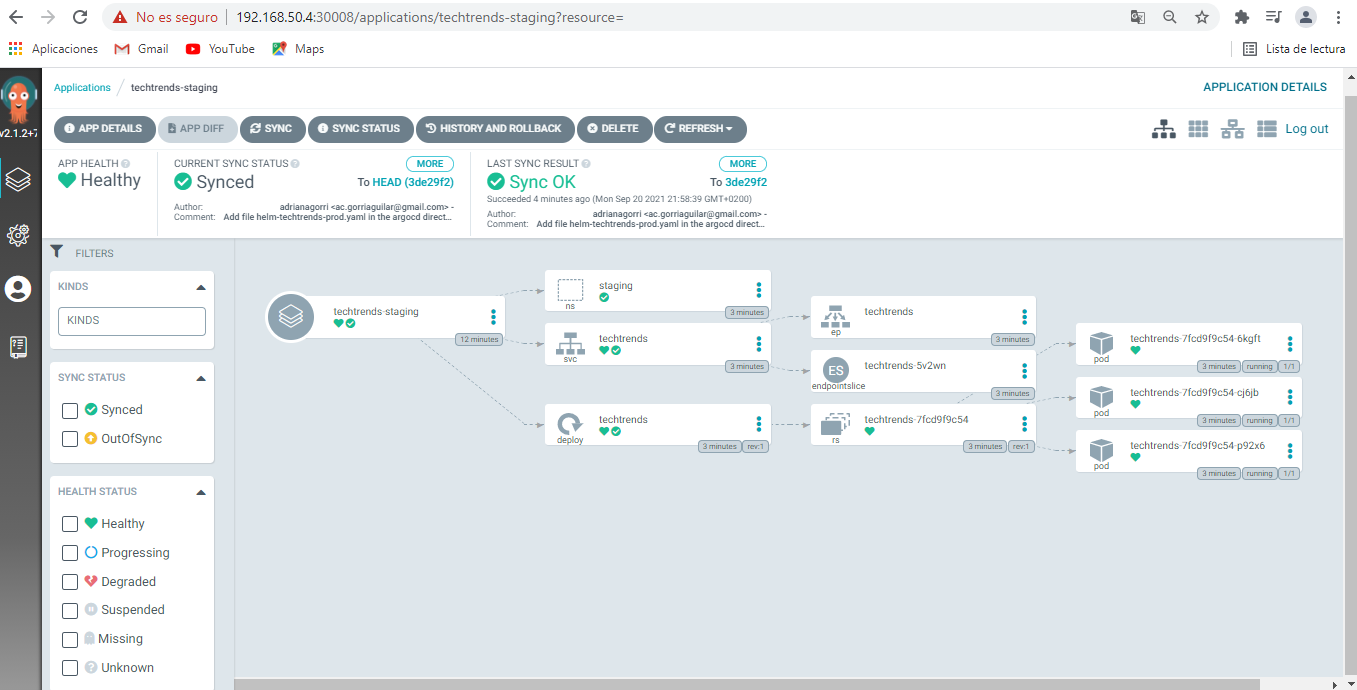 No es seguro 192.168.50.4:30008/applications/techtrends-staging?resource=
Aplicaciones Gmail YouTube Maps Lista de lectura
Applications / techtrends-staging APPLICATION DETAILS
v2.1.2+7
APP DETAILS APP DIFF SYNC SYNC STATUS HISTORY AND ROLLBACK DELETE REFRESH Log out
APP HEALTH
Healthy
CURRENT SYNC STATUS MORE
Synced To HEAD (3de29f2)
Author: adrianagorri <ac.gorriaguilar@gmail.com> -
Comment: Add file helm-techtrends-prod.yaml in the argocd direct...
LAST SYNC RESULT MORE
Sync OK To 3de29f2
Succeeded 4 minutes ago (Mon Sep 20 2021 21:58:39 GMT+0200)
Author: adrianagorri <ac.gorriaguilar@gmail.com> -
Comment: Add file helm-techtrends-prod.yaml in the argocd direct...
FILTERS
KINDS
KINDS
SYNC STATUS
Synced
OutOfSync
HEALTH STATUS
Healthy
Progressing
Degraded
Suspended
Missing
Unknown
techtrends-staging
12 minutes
staging
ns
3 minutes
techtrends
svc
3 minutes
techtrends
deploy
3 minutes rev:1
techtrends
ep
3 minutes
ES
techtrends-5v2wn
endpointslice
3 minutes
techtrends-7fcd9f9c54
rs
3 minutes rev:1
techtrends-7fcd9f9c54-6kgft
pod
3 minutes running 1/1
techtrends-7fcd9f9c54-cj6jb
pod
3 minutes running 1/1
techtrends-7fcd9f9c54-p92x6
pod
3 minutes running 1/1